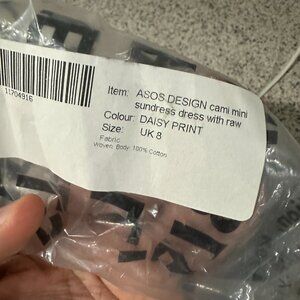 11704916
Item: ASOS DESIGN cami mini
sundress dress with raw
Colour: DAISY PRINT
Size: UK 8
Fabric
Woven Body: 100% Cotton